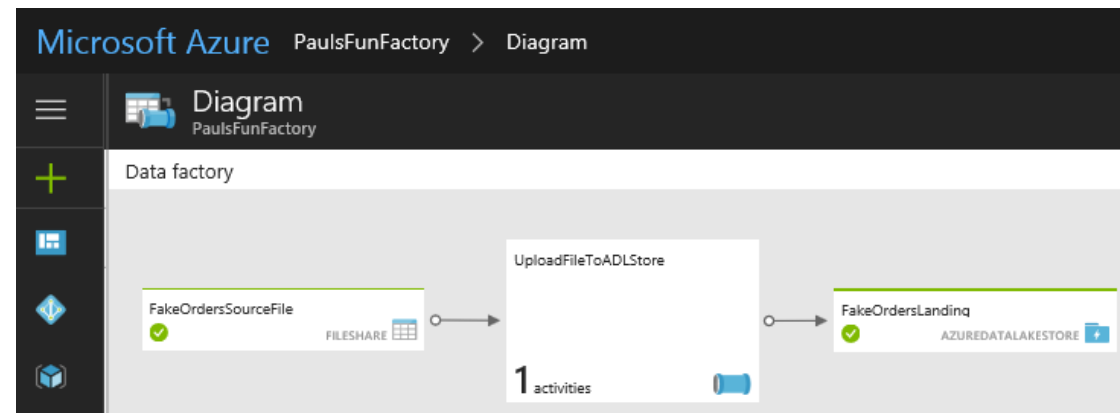 Microsoft Azure PaulsFunFactory > Diagram
Diagram
PaulsFunFactory
Data factory
UploadFileToADLStore
FakeOrdersSourceFile
FILESHARE
1 activities
FakeOrdersLanding
AZUREDATALAKESTORE